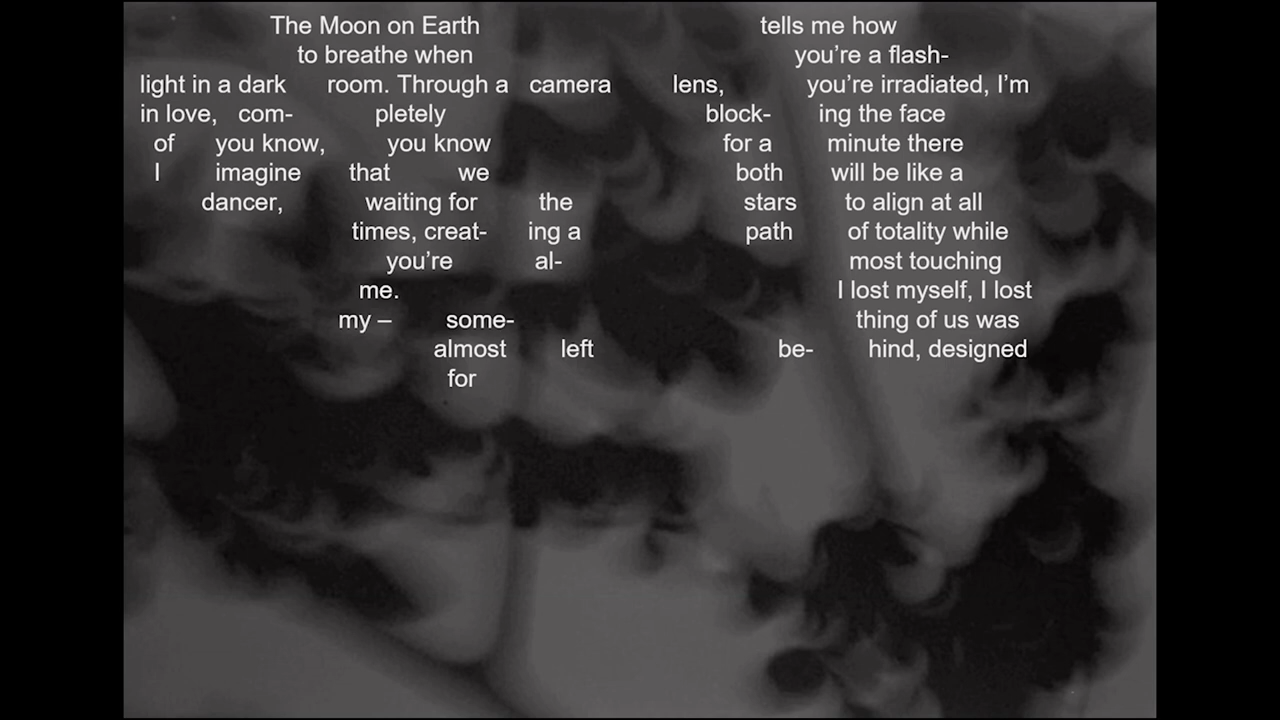 The Moon on Earth tells me how
to breathe when you’re a flash-
light in a dark room. Through a camera lens, you’re irradiated, I’m
in love, com- pletely block- ing the face
of you know, you know for a minute there
I imagine that we both will be like a
dancer, waiting for the stars to align at all
times, creat- ing a path of totality while
you’re al- most touching
me. I lost myself, I lost
my – some- thing of us was
almost left be- hind, designed
for